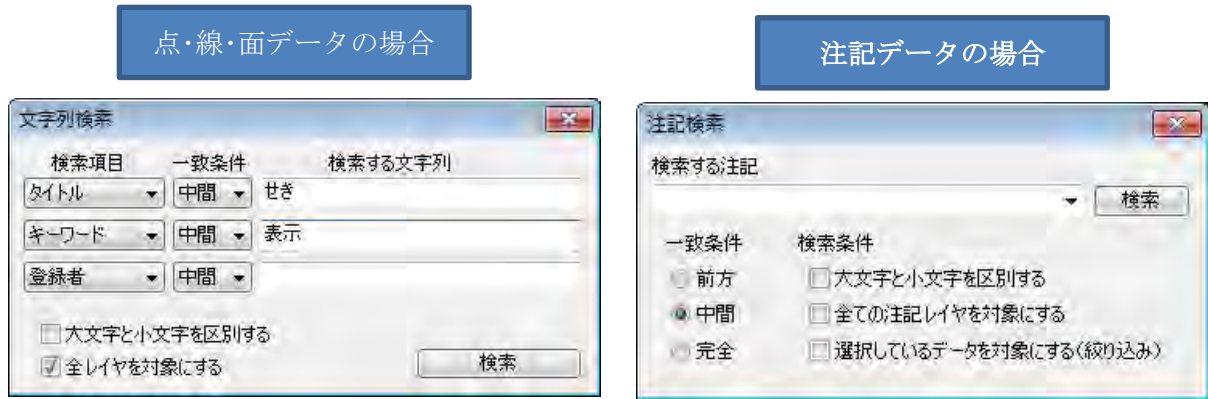 点・線・面データの場合
文字列検索
検索項目 一致条件 検索する文字列
タイトル 中間 せき
キーワード 中間 表示
登録者 中間
大文字と小文字を区別する
全レイヤを対象にする 検索
注記データの場合
注記検索
検索する注記
検索
一致条件 検索条件
前方 大文字と小文字を区別する
中間 全ての注記レイヤを対象にする
完全 選択しているデータを対象にする(絞り込み)